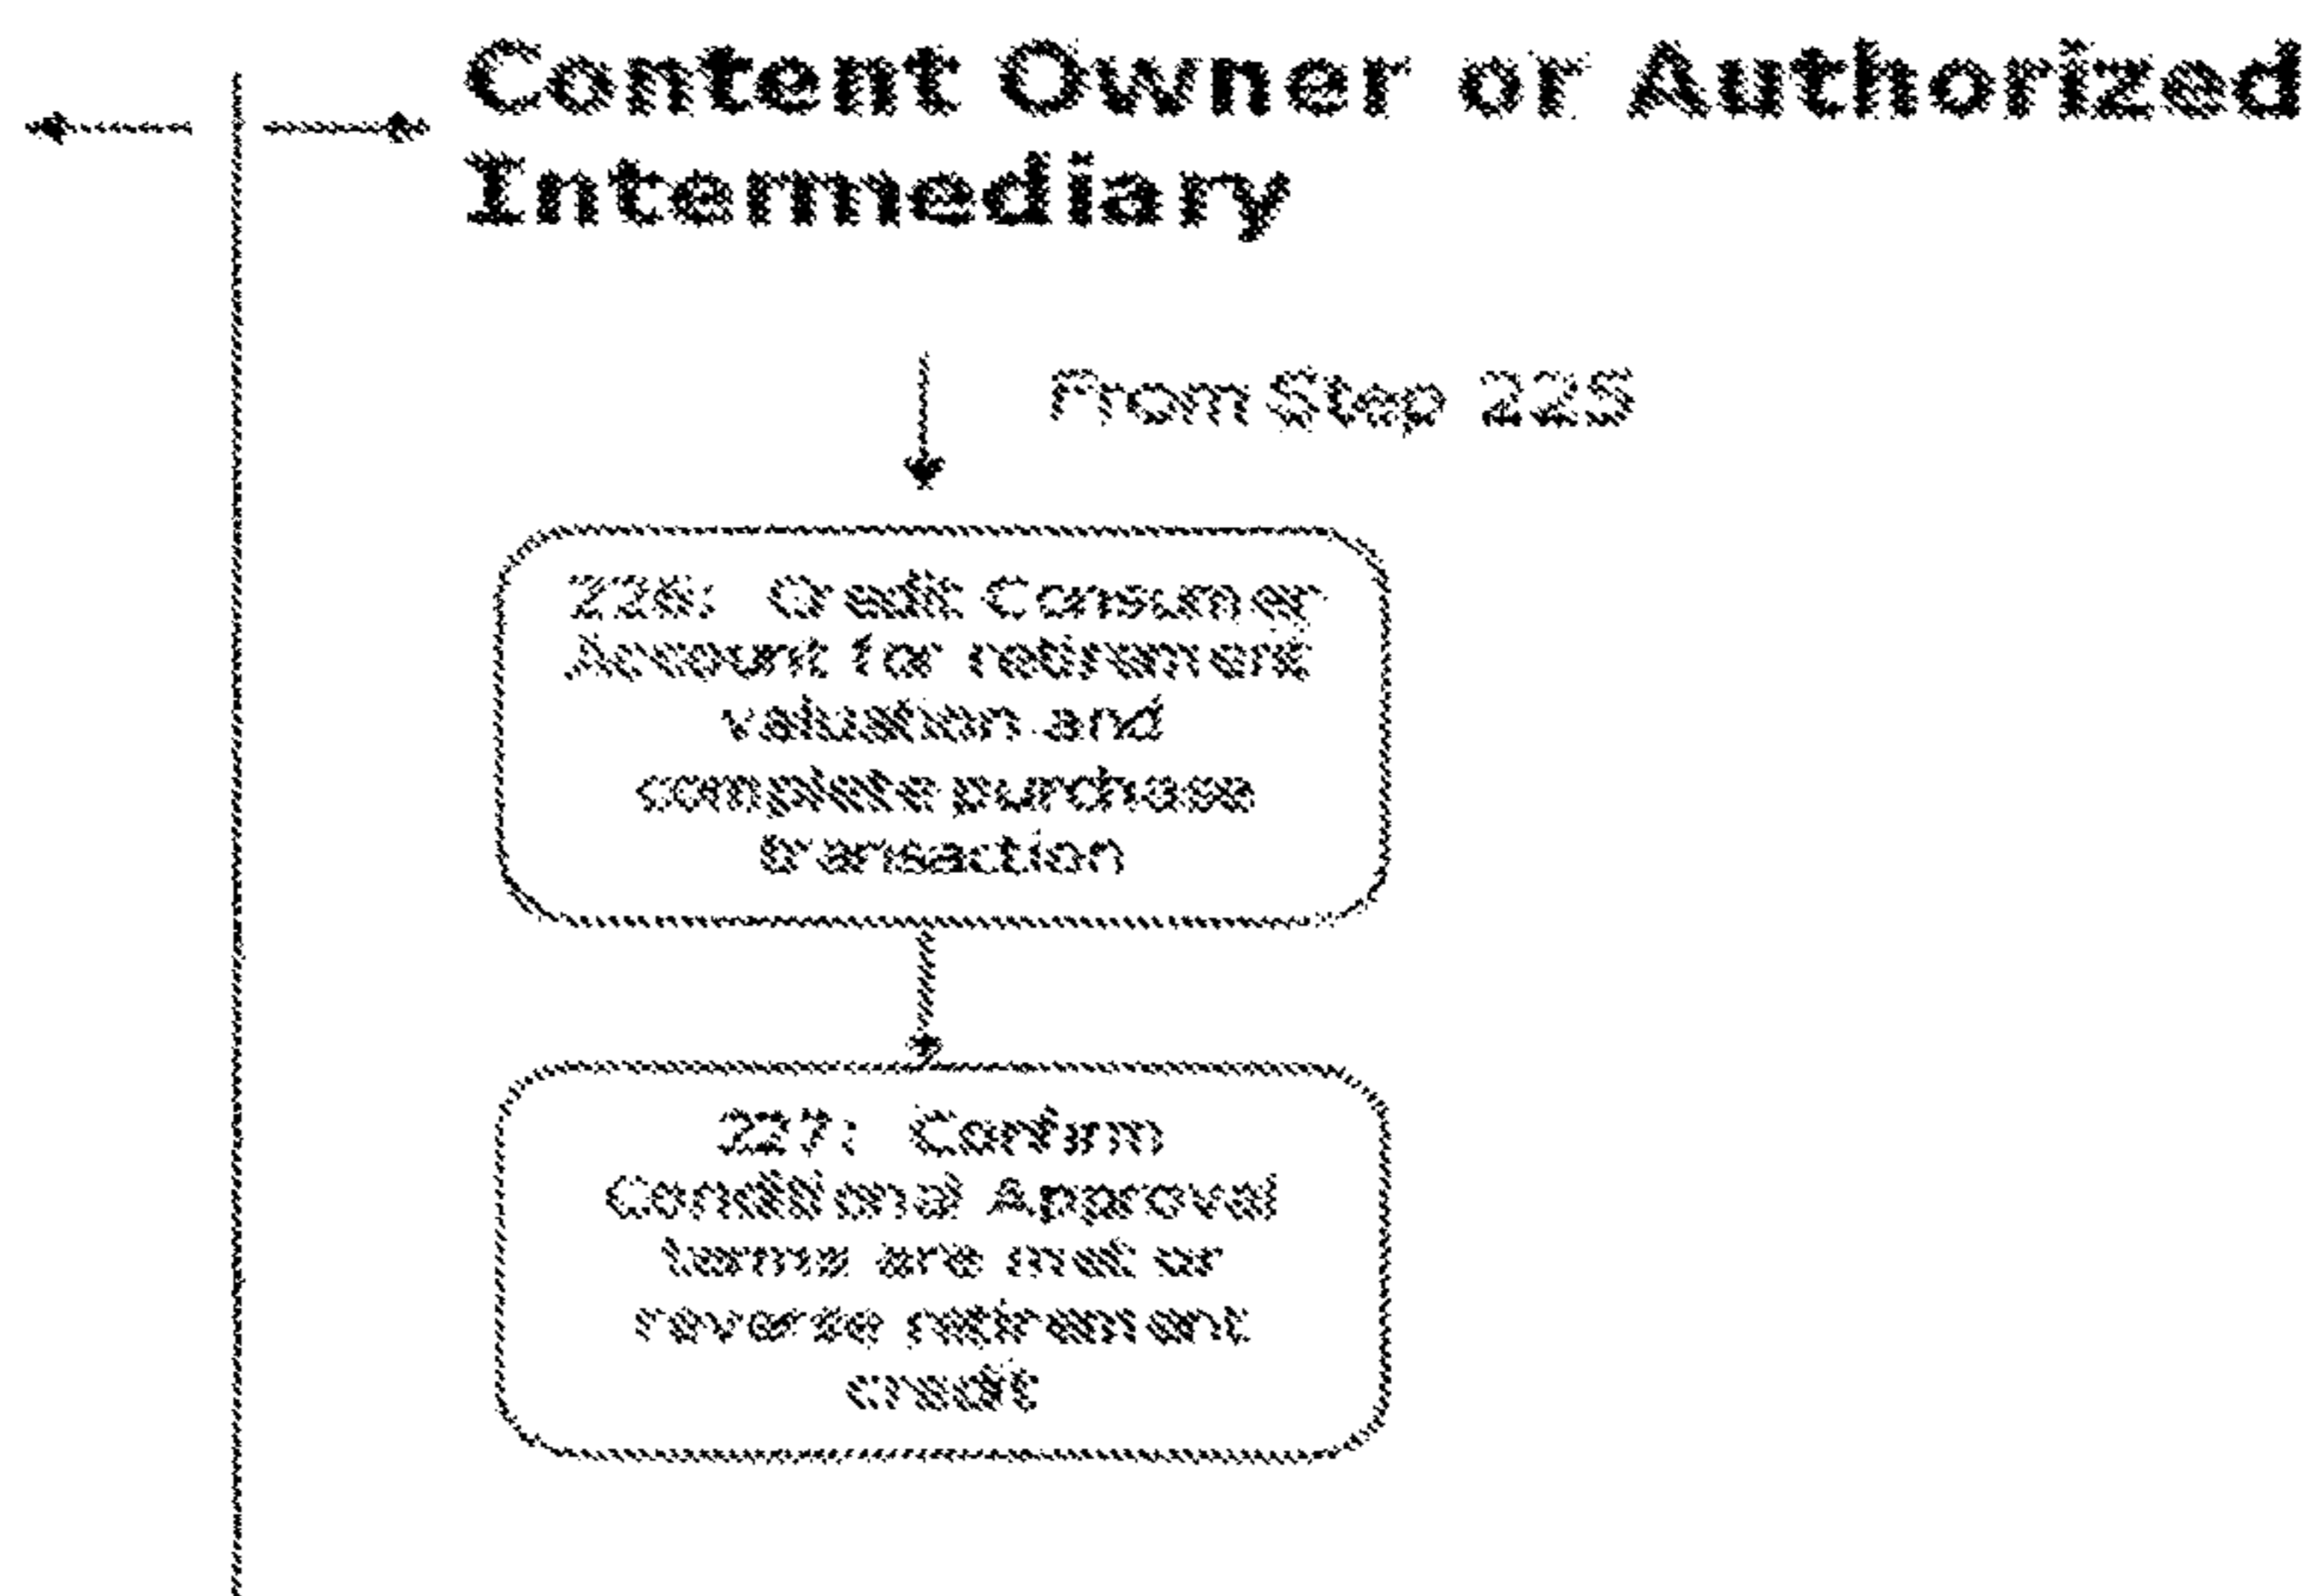 Content Owner or Authorized
Intermediary
From Step 225
226: Credit Consumer
Account for retirement
valuation and
complete purchase
transaction
227: Confirm
Conditional Approval
terms are met or
reverse retirement
credit